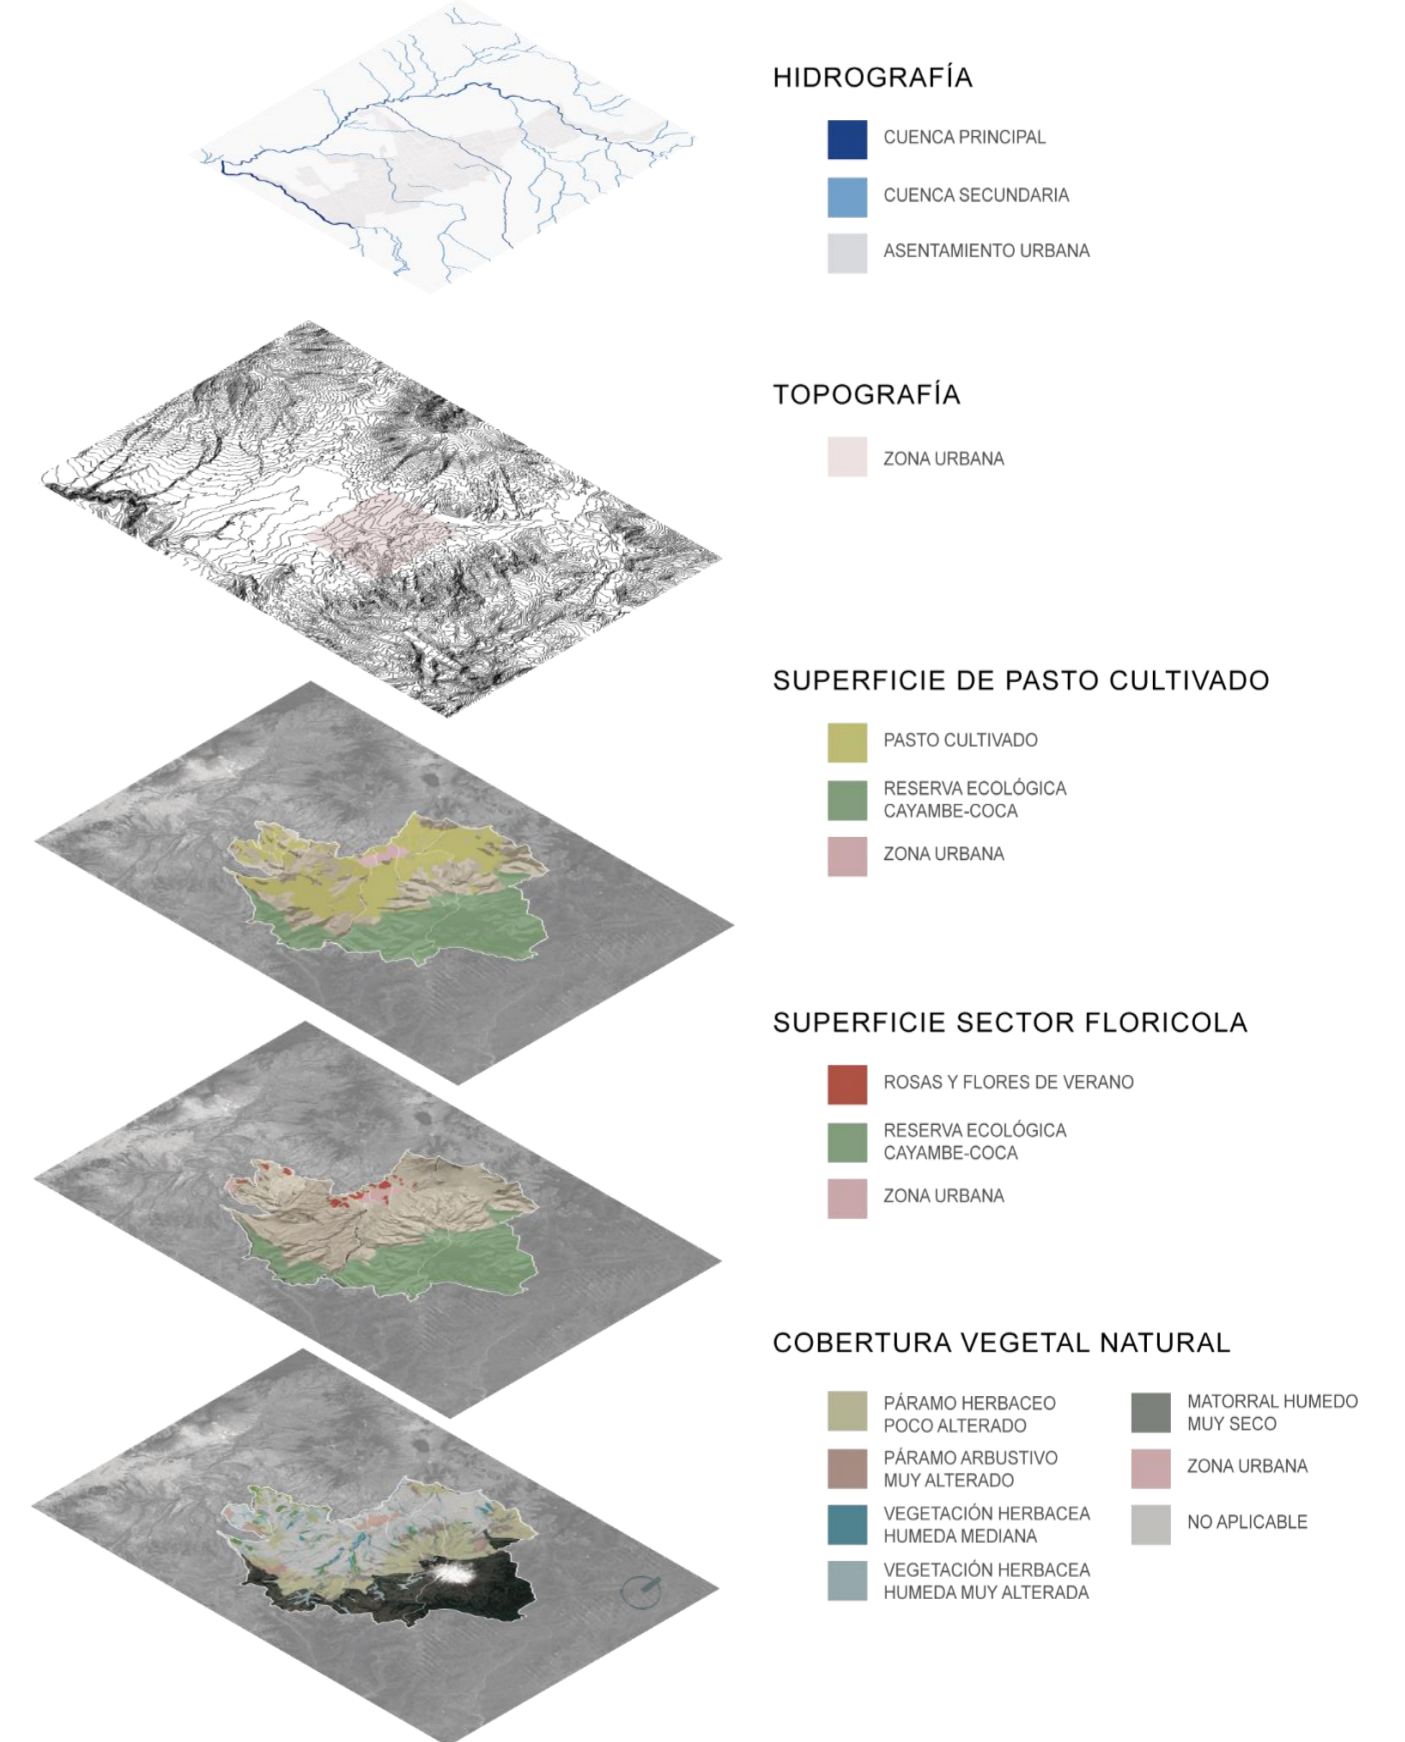 HIDROGRAFÍA
CUENCA PRINCIPAL
CUENCA SECUNDARIA
ASENTAMIENTO URBANA
TOPOGRAFÍA
ZONA URBANA
SUPERFICIE DE PASTO CULTIVADO
PASTO CULTIVADO
RESERVA ECOLÓGICA
CAYAMBE-COCA
ZONA URBANA
SUPERFICIE SECTOR FLORICOLA
ROSAS Y FLORES DE VERANO
RESERVA ECOLÓGICA
CAYAMBE-COCA
ZONA URBANA
COBERTURA VEGETAL NATURAL
PÁRAMO HERBACEO
POCO ALTERADO
PÁRAMO ARBUSTIVO
MUY ALTERADO
VEGETACIÓN HERBACEA
HUMEDA MEDIANA
VEGETACIÓN HERBACEA
HUMEDA MUY ALTERADA
MATORRAL HUMEDO
MUY SECO
ZONA URBANA
NO APLICABLE